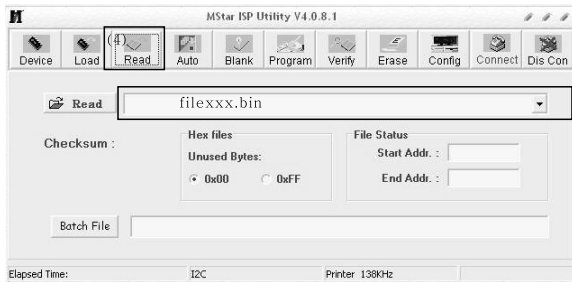 MStar ISP Utility V4.0.8.1
(4)
Device Load Read Auto Blank Program Verify Erase Config Connect Dis Con
Read filexxx.bin
Checksum :
Hex files
Unused Bytes:
0x00 0xFF
File Status
Start Addr. :
End Addr. :
Batch File
Elapsed Time: I2C Printer 138KHz